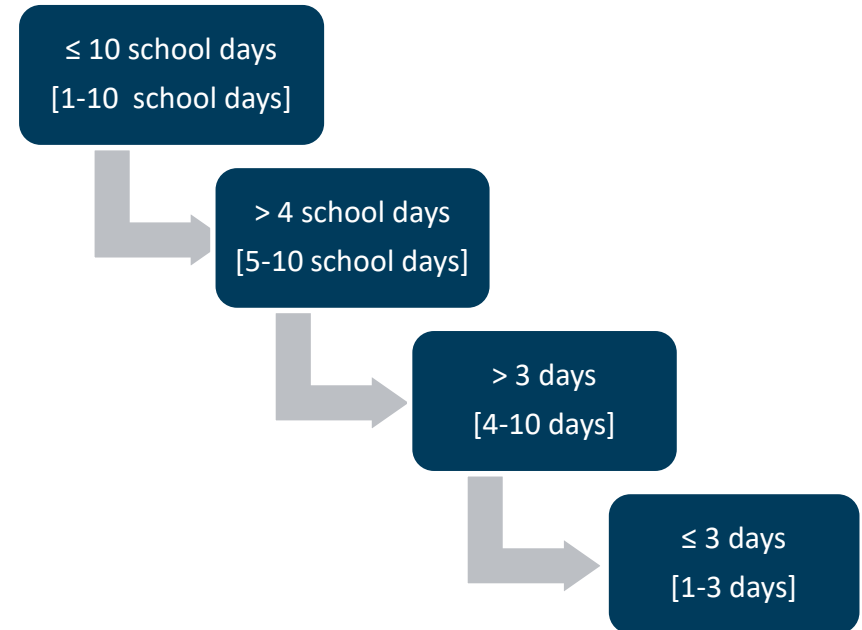 ≤ 10 school days
[1-10  school days]
> 4 school days
[5-10 school days]
> 3 days
[4-10 days]
≤ 3 days
[1-3 days]